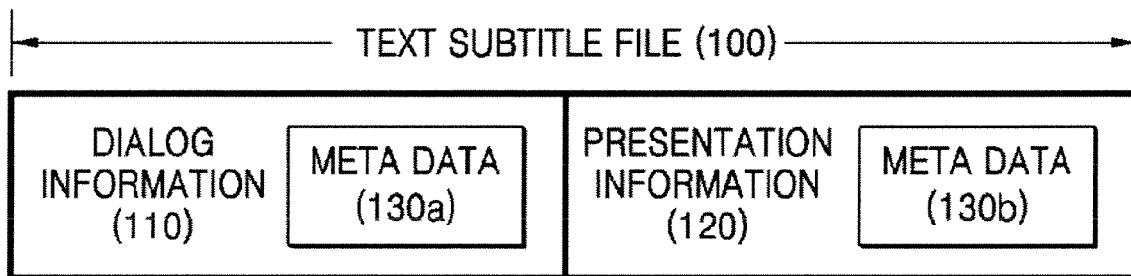 TEXT SUBTITLE FILE (100)
DIALOG
INFORMATION
(110)
META DATA
(130a)
PRESENTATION
INFORMATION
(120)
META DATA
(130b)